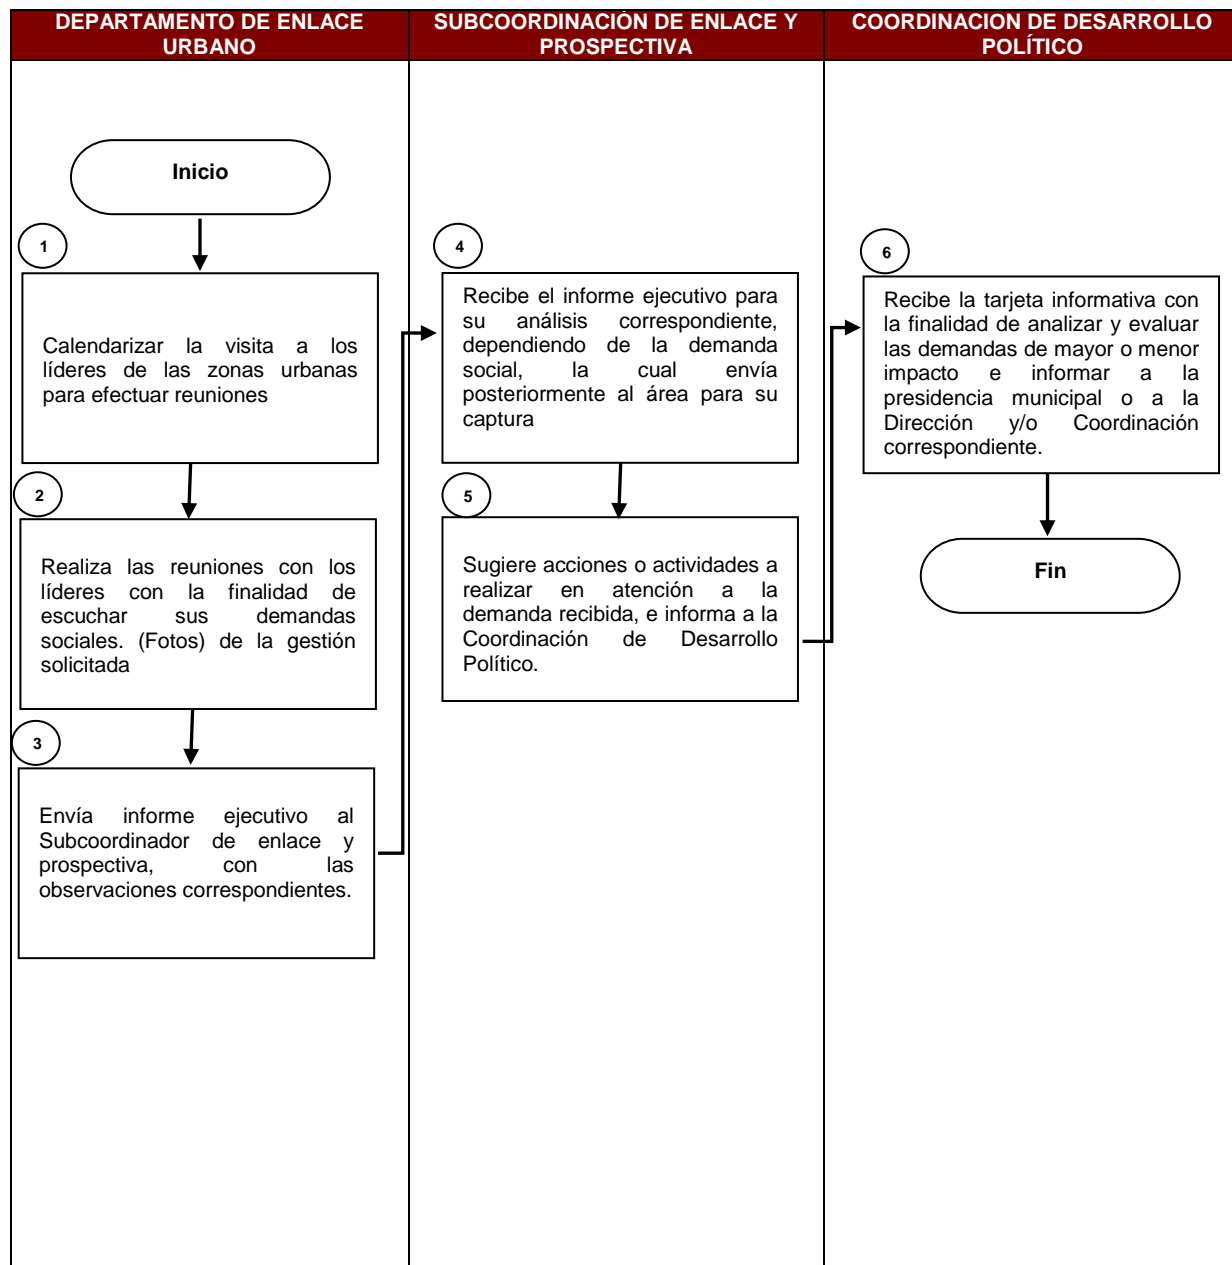 DEPARTAMENTO DE ENLACE
URBANO
SUBCOORDINACIÓN DE ENLACE Y
PROSPECTIVA
COORDINACION DE DESARROLLO
POLÍTICO
Inicio
1
Calendarizar la visita a los
líderes de las zonas urbanas
para efectuar reuniones
2
Realiza las reuniones con los
líderes con la finalidad de
escuchar sus demandas
sociales. (Fotos) de la gestión
solicitada
3
Envía informe ejecutivo al
Subcoordinador de enlace y
prospectiva, con las
observaciones correspondientes.
4
Recibe el informe ejecutivo para
su análisis correspondiente,
dependiendo de la demanda
social, la cual envía
posteriormente al área para su
captura
5
Sugiere acciones o actividades a
realizar en atención a la
demanda recibida, e informa a la
Coordinación de Desarrollo
Político.
6
Recibe la tarjeta informativa con
la finalidad de analizar y evaluar
las demandas de mayor o menor
impacto e informar a la
presidencia municipal o a la
Dirección y/o Coordinación
correspondiente.
Fin